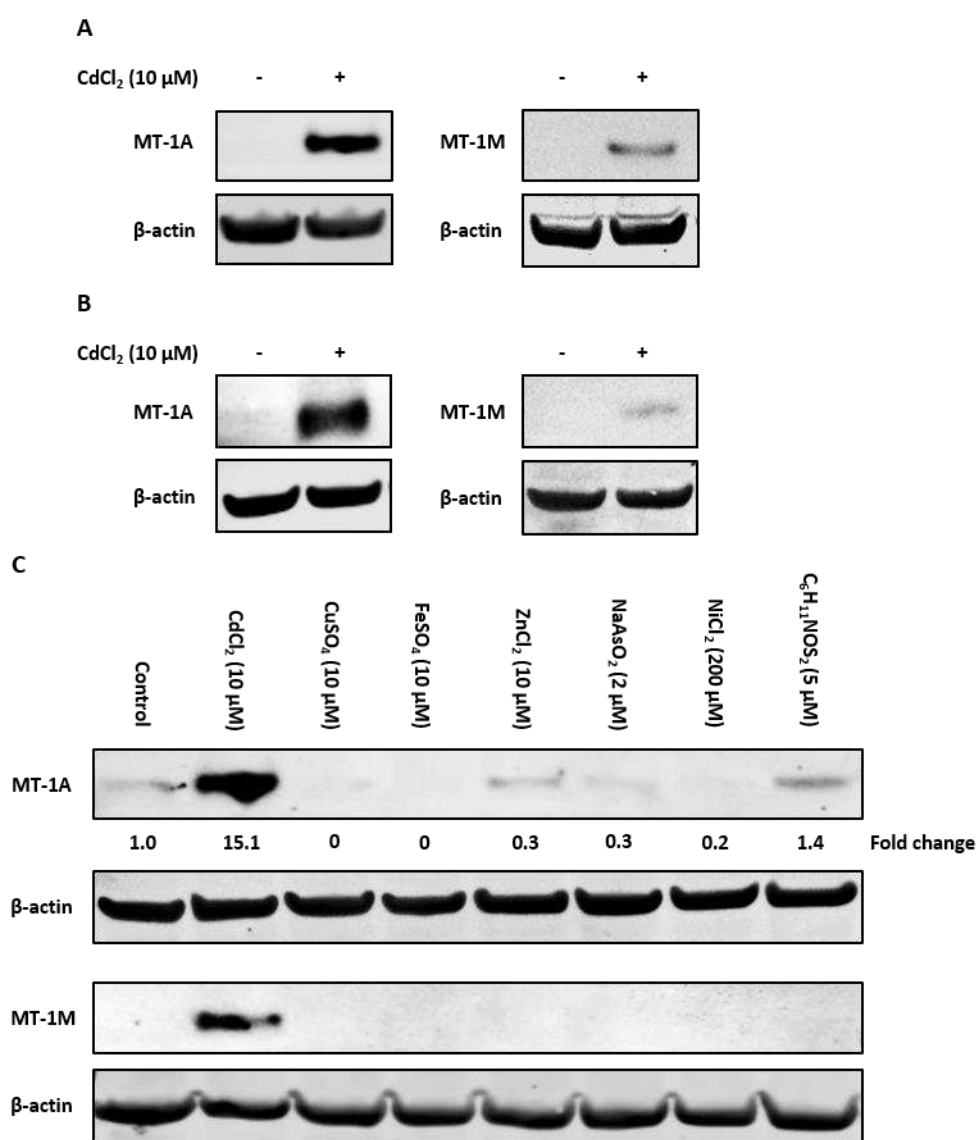 A
CdCl₂ (10 µM) - +
MT-1A
β-actin
- +
MT-1M
β-actin
B
CdCl₂ (10 µM) - +
MT-1A
β-actin
- +
MT-1M
β-actin
C
Control
CdCl₂ (10 µM)
CuSO₄ (10 µM)
FeSO₄ (10 µM)
ZnCl₂ (10 µM)
NaAsO₂ (2 µM)
NiCl₂ (200 µM)
C₆H₁₁NOS₂ (5 µM)
MT-1A
1.0 15.1 0 0 0.3 0.3 0.2 1.4 Fold change
β-actin
MT-1M
β-actin